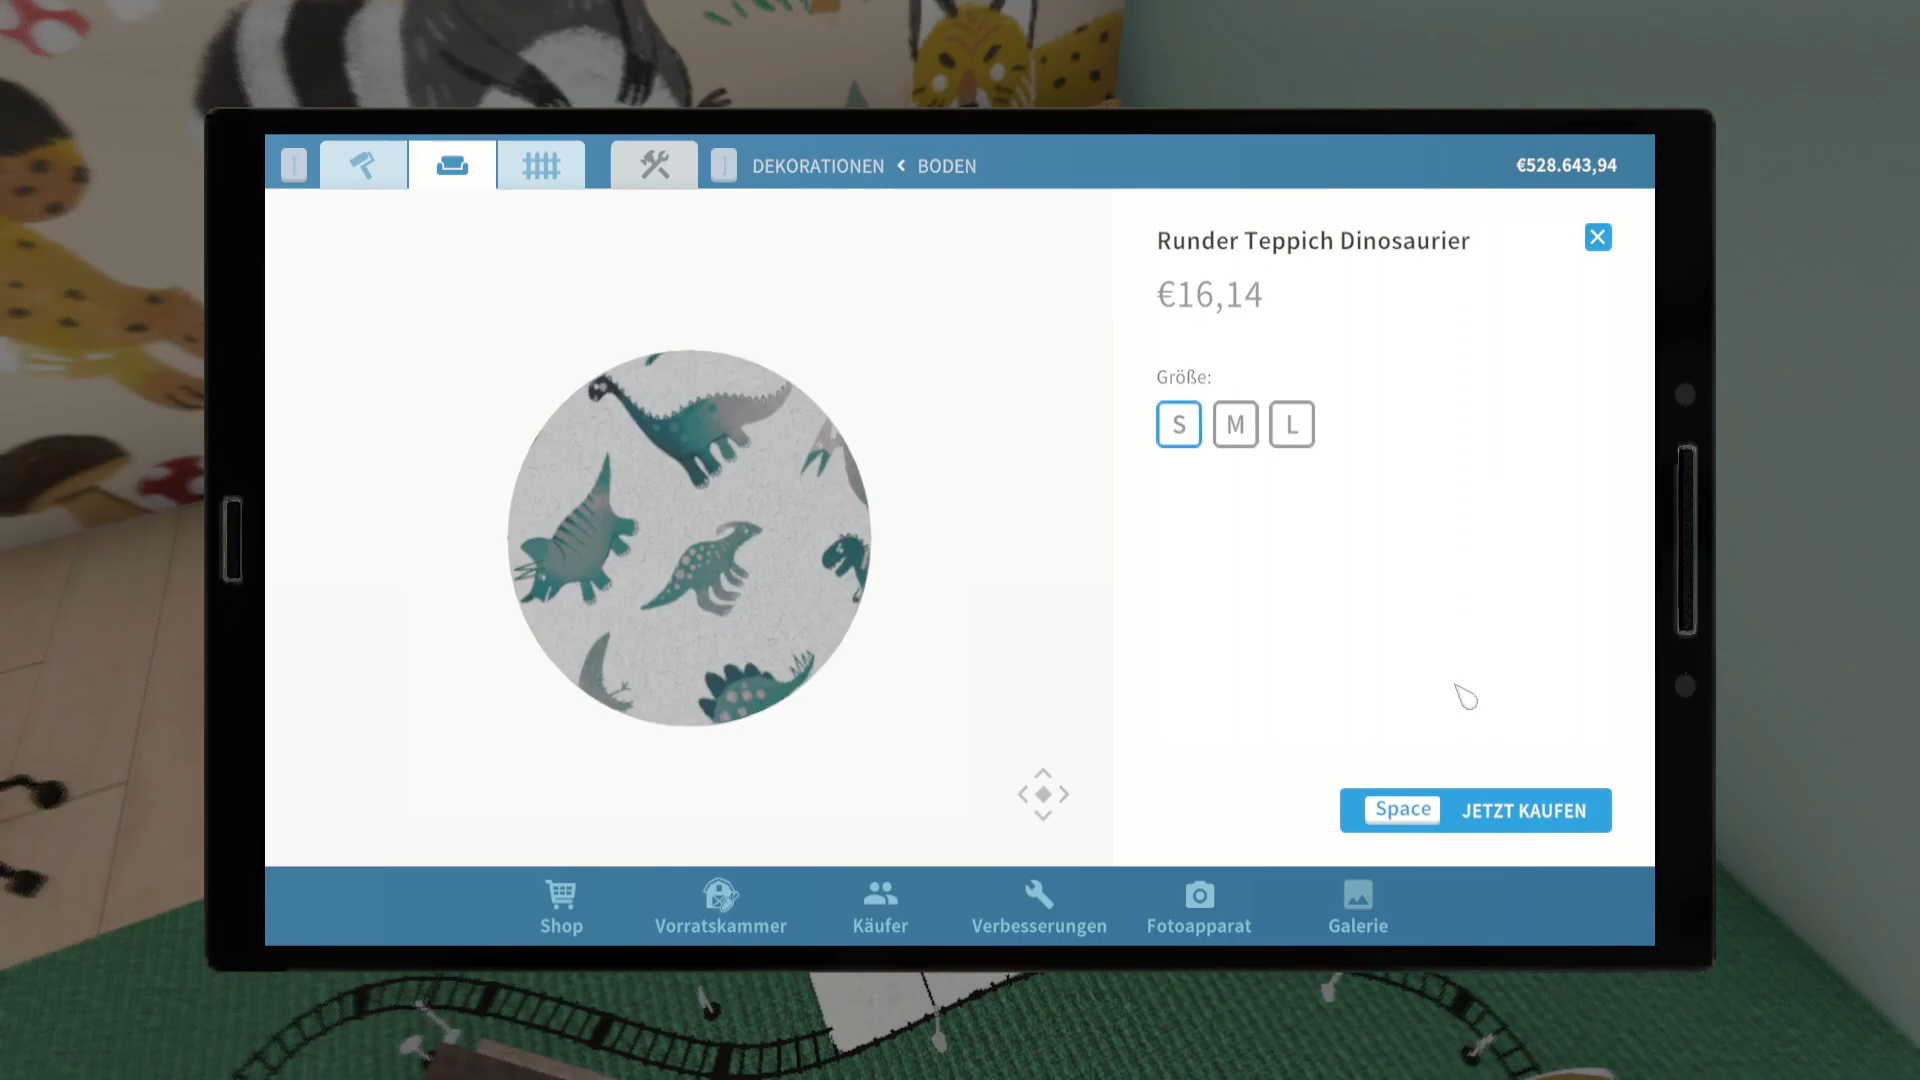 [
]
DEKORATIONEN < BODEN
€528.643,94
Runder Teppich Dinosaurier
€16,14
Größe:
S M L
Space JETZT KAUFEN
Shop Vorratskammer Käufer Verbesserungen Fotoapparat Galerie